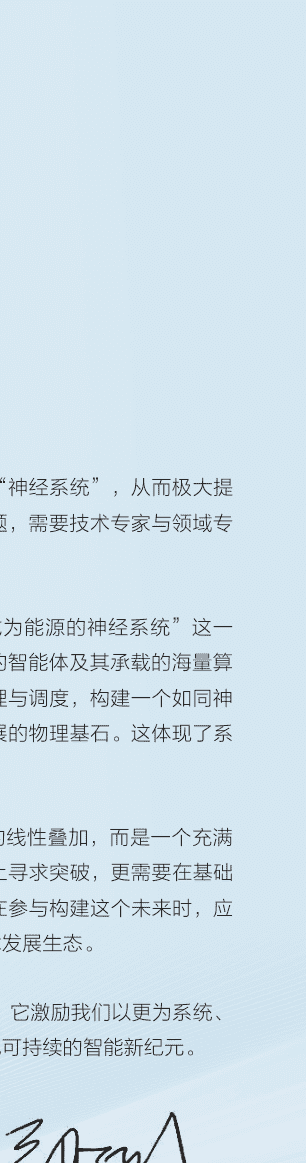 “神经系统”，从而极大提
题，需要技术专家与领域专
为能源的神经系统”这一
的智能体及其承载的海量算
理与调度，构建一个如同神
展的物理基石。这体现了系
的线性叠加，而是一个充满
上寻求突破，更需要在基础
在参与构建这个未来时，应
发展生态。
它激励我们以更为系统、
可持续的智能新纪元。